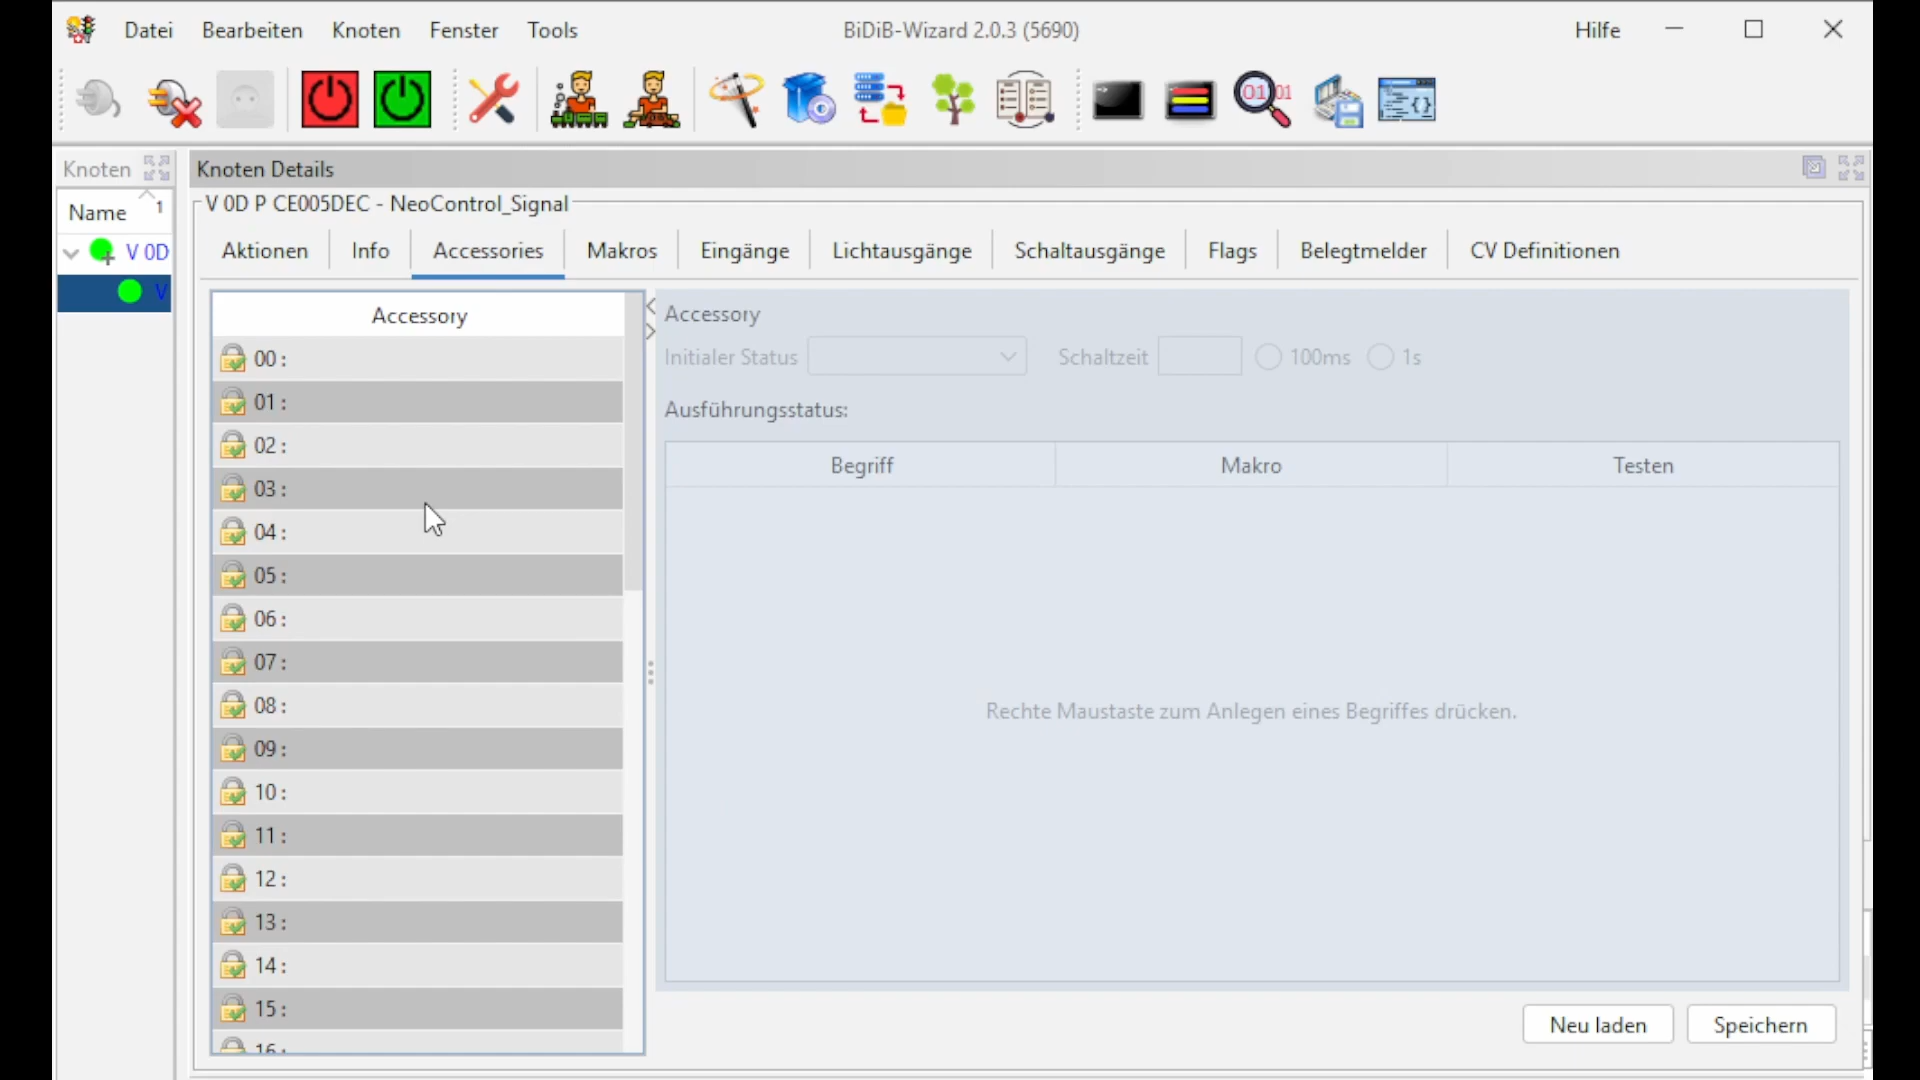 Datei Bearbeiten Knoten Fenster Tools BiDiB-Wizard 2.0.3 (5690) Hilfe
01 01
Knoten
Knoten Details
Name 1
V 0D P CE005DEC - NeoControl_Signal
V 0D
V
Aktionen Info Accessories Makros Eingänge Lichtausgänge Schaltausgänge Flags Belegtmelder CV Definitionen
Accessory
00 :
01 :
02 :
03 :
04 :
05 :
06 :
07 :
08 :
09 :
10 :
11 :
12 :
13 :
14 :
15 :
16 :
Accessory
Initialer Status Schaltzeit 100ms 1s
Ausführungsstatus:
Begriff Makro Testen
Rechte Maustaste zum Anlegen eines Begriffes drücken.
Neu laden Speichern